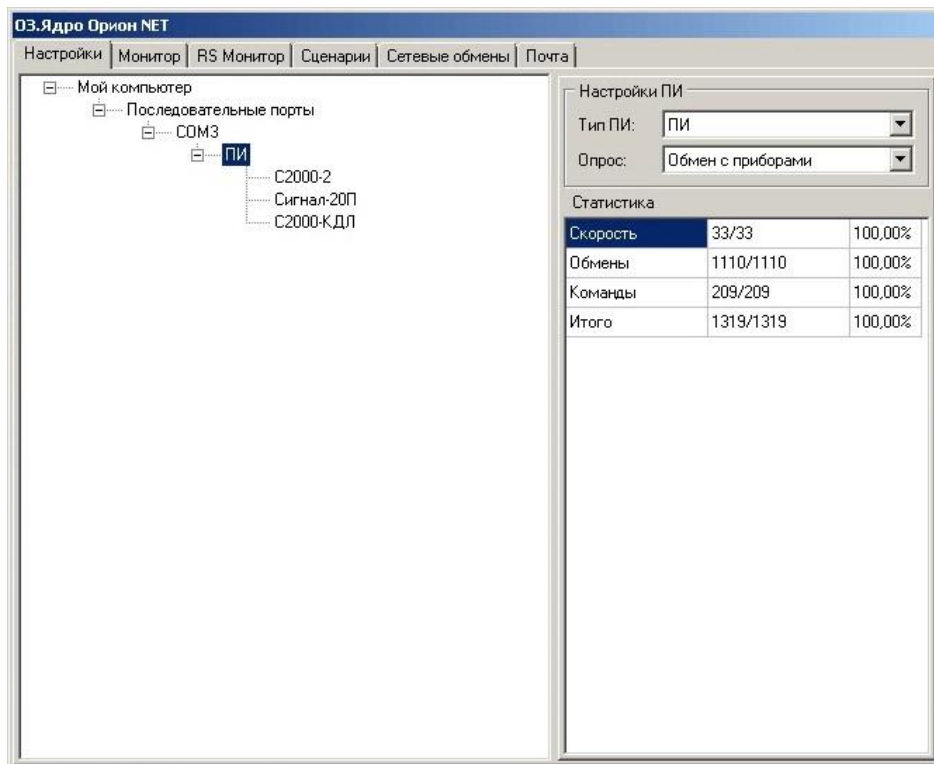 03.Ядро Орион NET
Настройки Монитор RS Монитор Сценарии Сетевые обмены Почта
Мой компьютер
Последовательные порты
COM3
ПИ
С2000-2
Сигнал-20П
С2000-КДЛ
Настройки ПИ
Тип ПИ: ПИ
Опрос: Обмен с приборами
Статистика
Скорость 33/33 100,00%
Обмены 1110/1110 100,00%
Команды 209/209 100,00%
Итого 1319/1319 100,00%